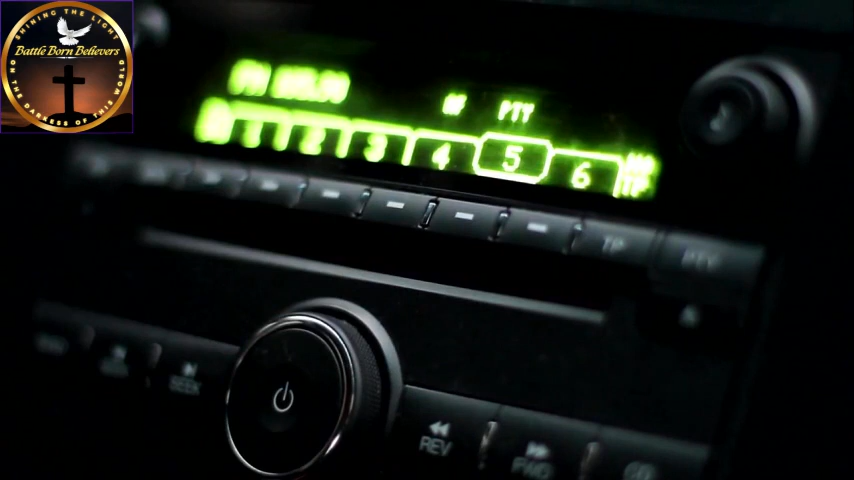 SHINING THE LIGHT
Battle Born Believers
ON THE DARKNESS OF THIS WORLD
PTY
1 2 3 4 5 6
TP
SEEK
REV
FWD